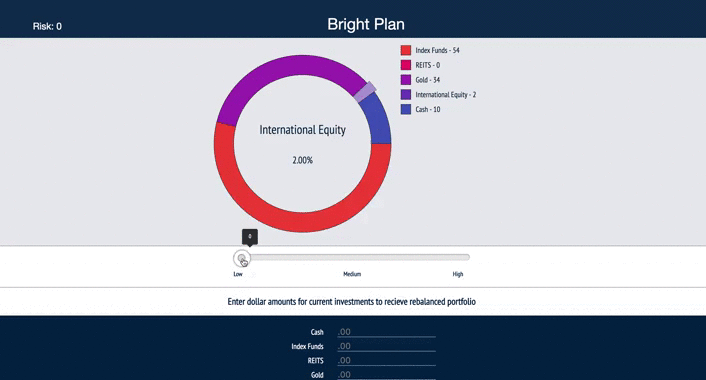 Risk: 0
Bright Plan
Index Funds - 54
REITS - 0
Gold - 34
International Equity - 2
Cash - 10
International Equity
2.00%
0
Low Medium High
Enter dollar amounts for current investments to recieve rebalanced portfolio
Cash .00
Index Funds .00
REITS .00
Gold .00